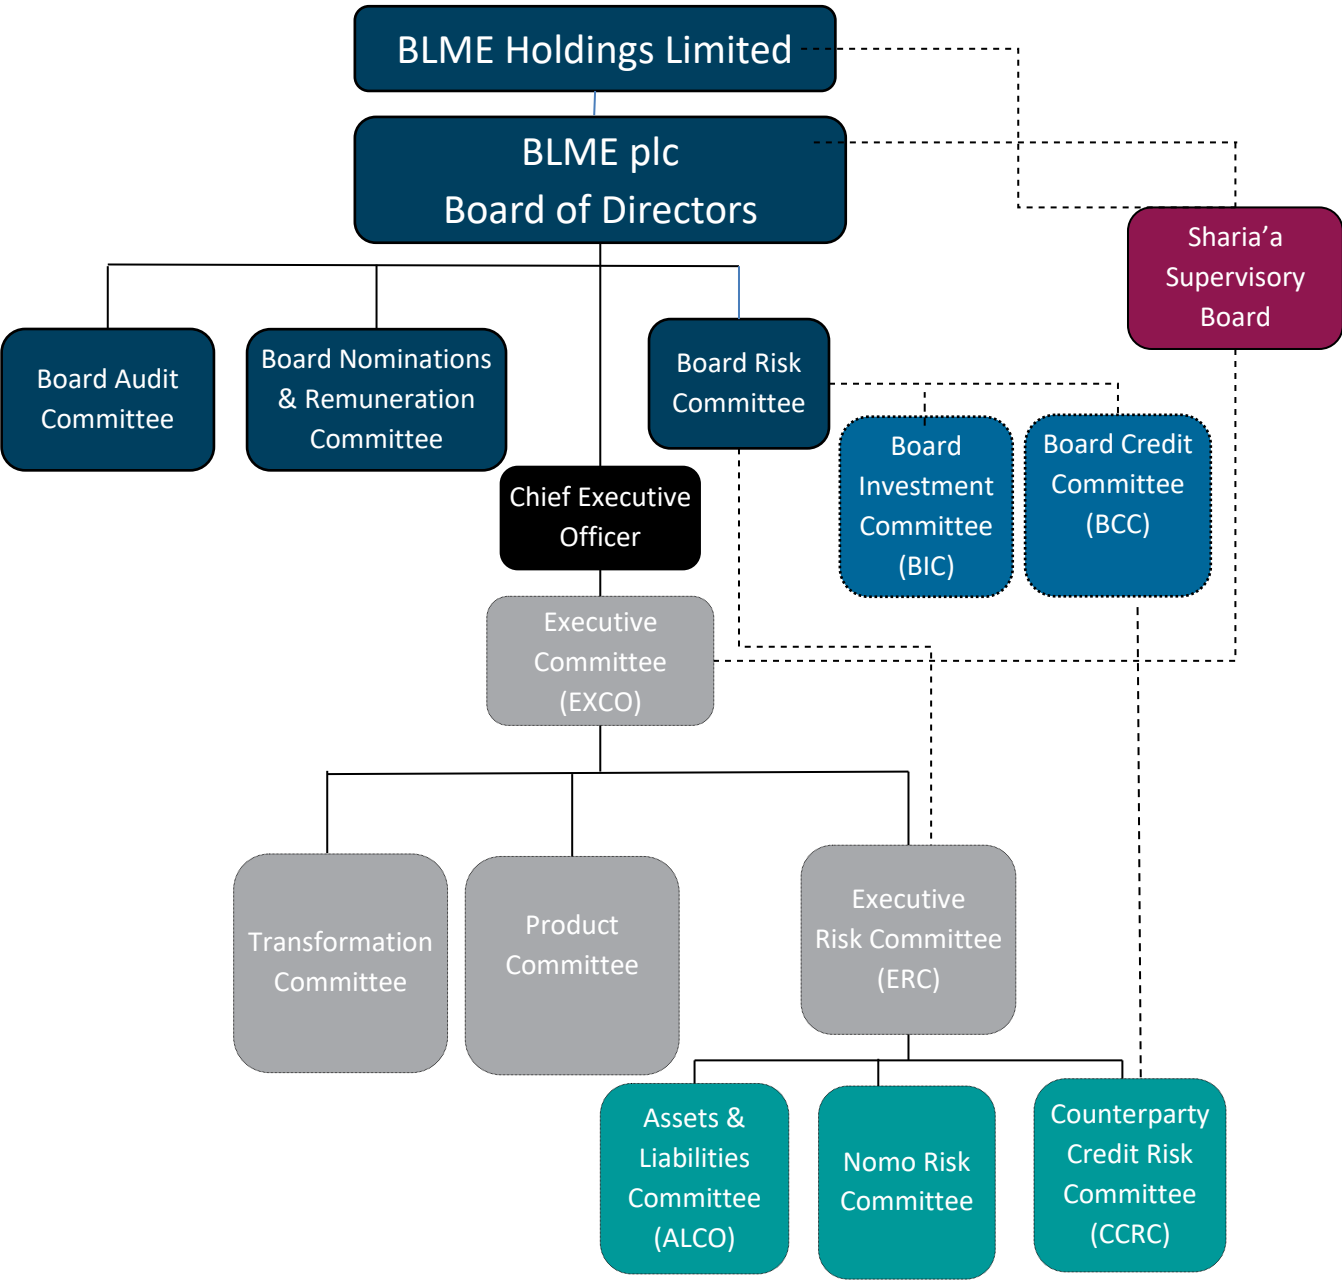 BLME Holdings Limited
BLME plc
Board of Directors
Sharia’a
Supervisory
Board
Board Audit
Committee
Board Nominations
& Remuneration
Committee
Board Risk
Committee
Board
Investment
Committee
(BIC)
Board Credit
Committee
(BCC)
Chief Executive
Officer
Executive
Committee
(EXCO)
Transformation
Committee
Product
Committee
Executive
Risk Committee
(ERC)
Assets &
Liabilities
Committee
(ALCO)
Nomo Risk
Committee
Counterparty
Credit Risk
Committee
(CCRC)